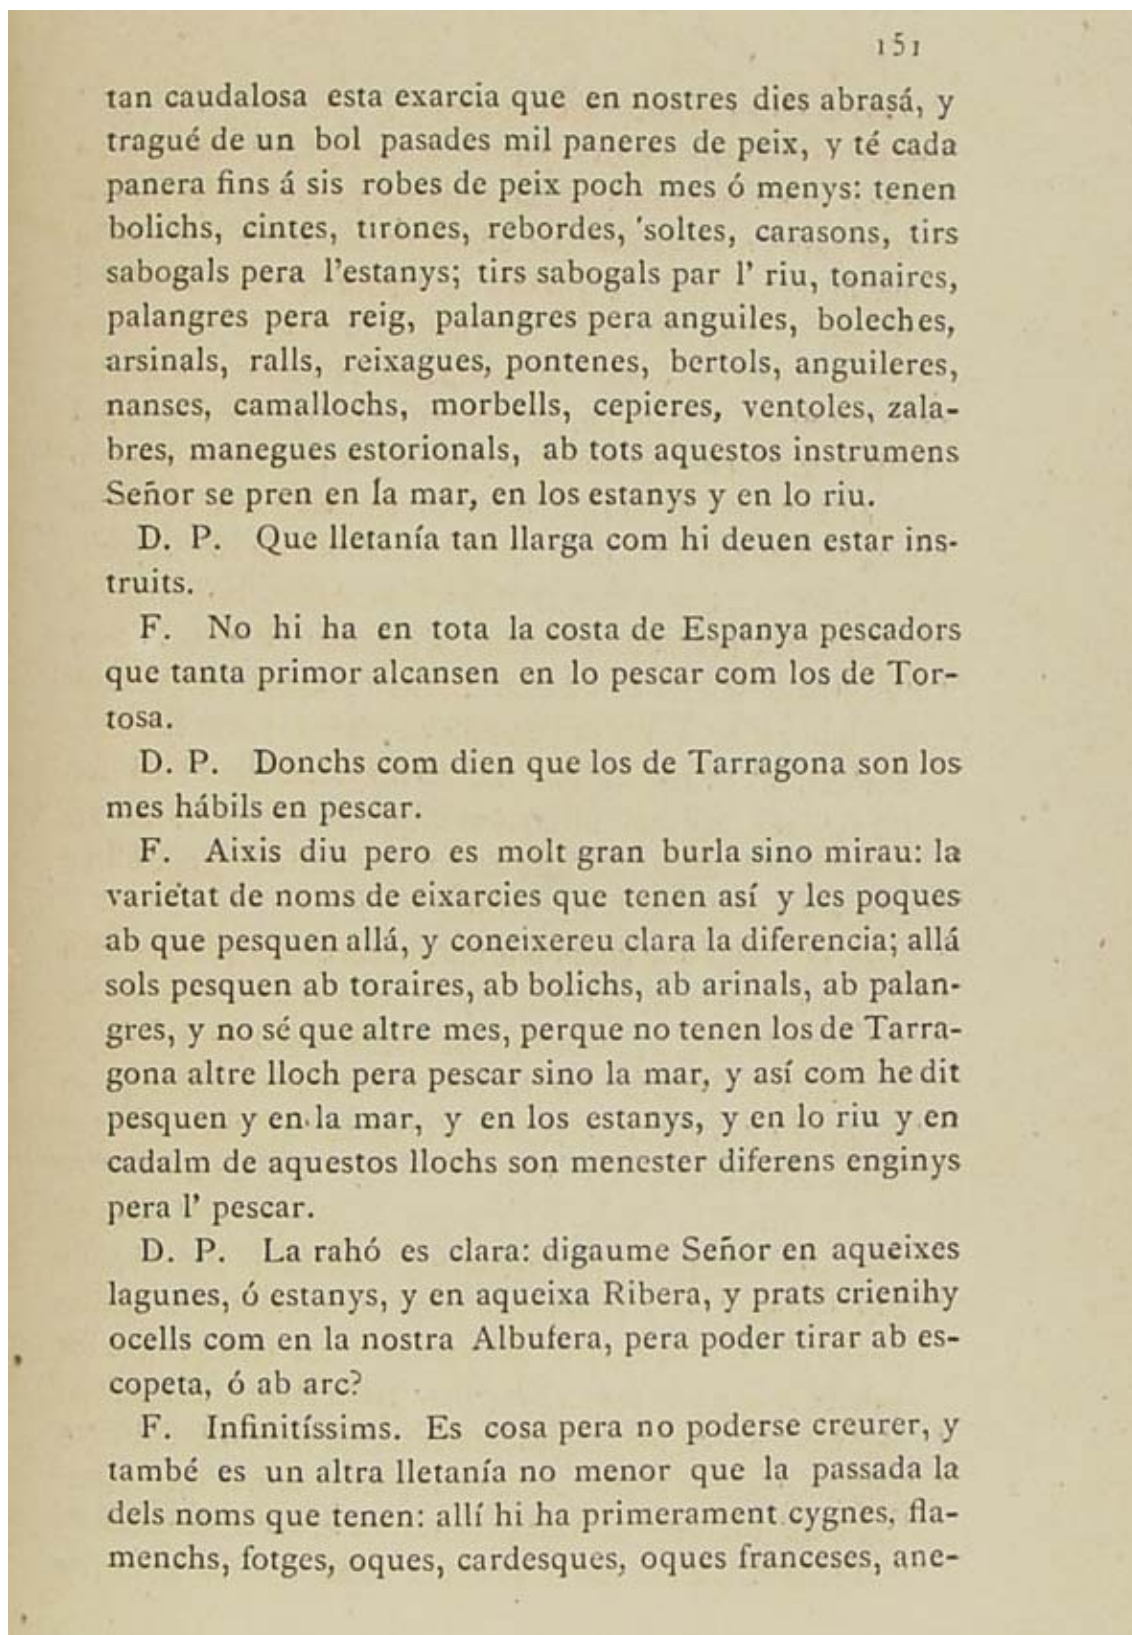 151
tan caudalosa esta exarcia que en nostres dies abrasá, y
tragué de un bol pasades mil paneres de peix, y té cada
panera fins á sis robes de peix poch mes ó menys: tenen
bolichs, cintes, tirònes, rebordes, 'soltes, carasons, tirs
sabogals pera l'estanys; tirs sabogals par l' riu, tonaires,
palangres pera reig, palangres pera anguiles, boleches,
arsinals, ralls, reixagues, pontenes, bertols, anguileres,
nanses, camallochs, morbells, cepieres, ventoles, zala-
bres, manegues estorionals, ab tots aquestos instrumens
Señor se pren en la mar, en los estanys y en lo riu.
D. P. Que lletanía tan llarga com hi deuen estar ins-
truits.
F. No hi ha en tota la costa de Espanya pescadors
que tanta primor alcansen en lo pescar com los de Tor-
tosa.
D. P. Donchs com dien que los de Tarragona son los
mes hábils en pescar.
F. Aixis diu pero es molt gran burla sino mirau: la
varietat de noms de eixarcies que tenen así y les poques
ab que pesquen allá, y coneixereu clara la diferencia; allá
sols pesquen ab toraires, ab bolichs, ab arinals, ab palan-
gres, y no sé que altre mes, perque no tenen los de Tarra-
gona altre lloch pera pescar sino la mar, y así com he dit
pesquen y en la mar, y en los estanys, y en lo riu y en
cadalm de aquestos llochs son menester diferens enginys
pera l' pescar.
D. P. La rahó es clara: digaume Señor en aqueixes
lagunes, ó estanys, y en aqueixa Ribera, y prats crienihy
ocells com en la nostra Albufera, pera poder tirar ab es-
copeta, ó ab arc?
F. Infinitíssims. Es cosa pera no poderse creurer, y
també es un altra lletanía no menor que la passada la
dels noms que tenen: allí hi ha primerament cygnes, fla-
menchs, fotges, oques, cardesques, oques franceses, ane-